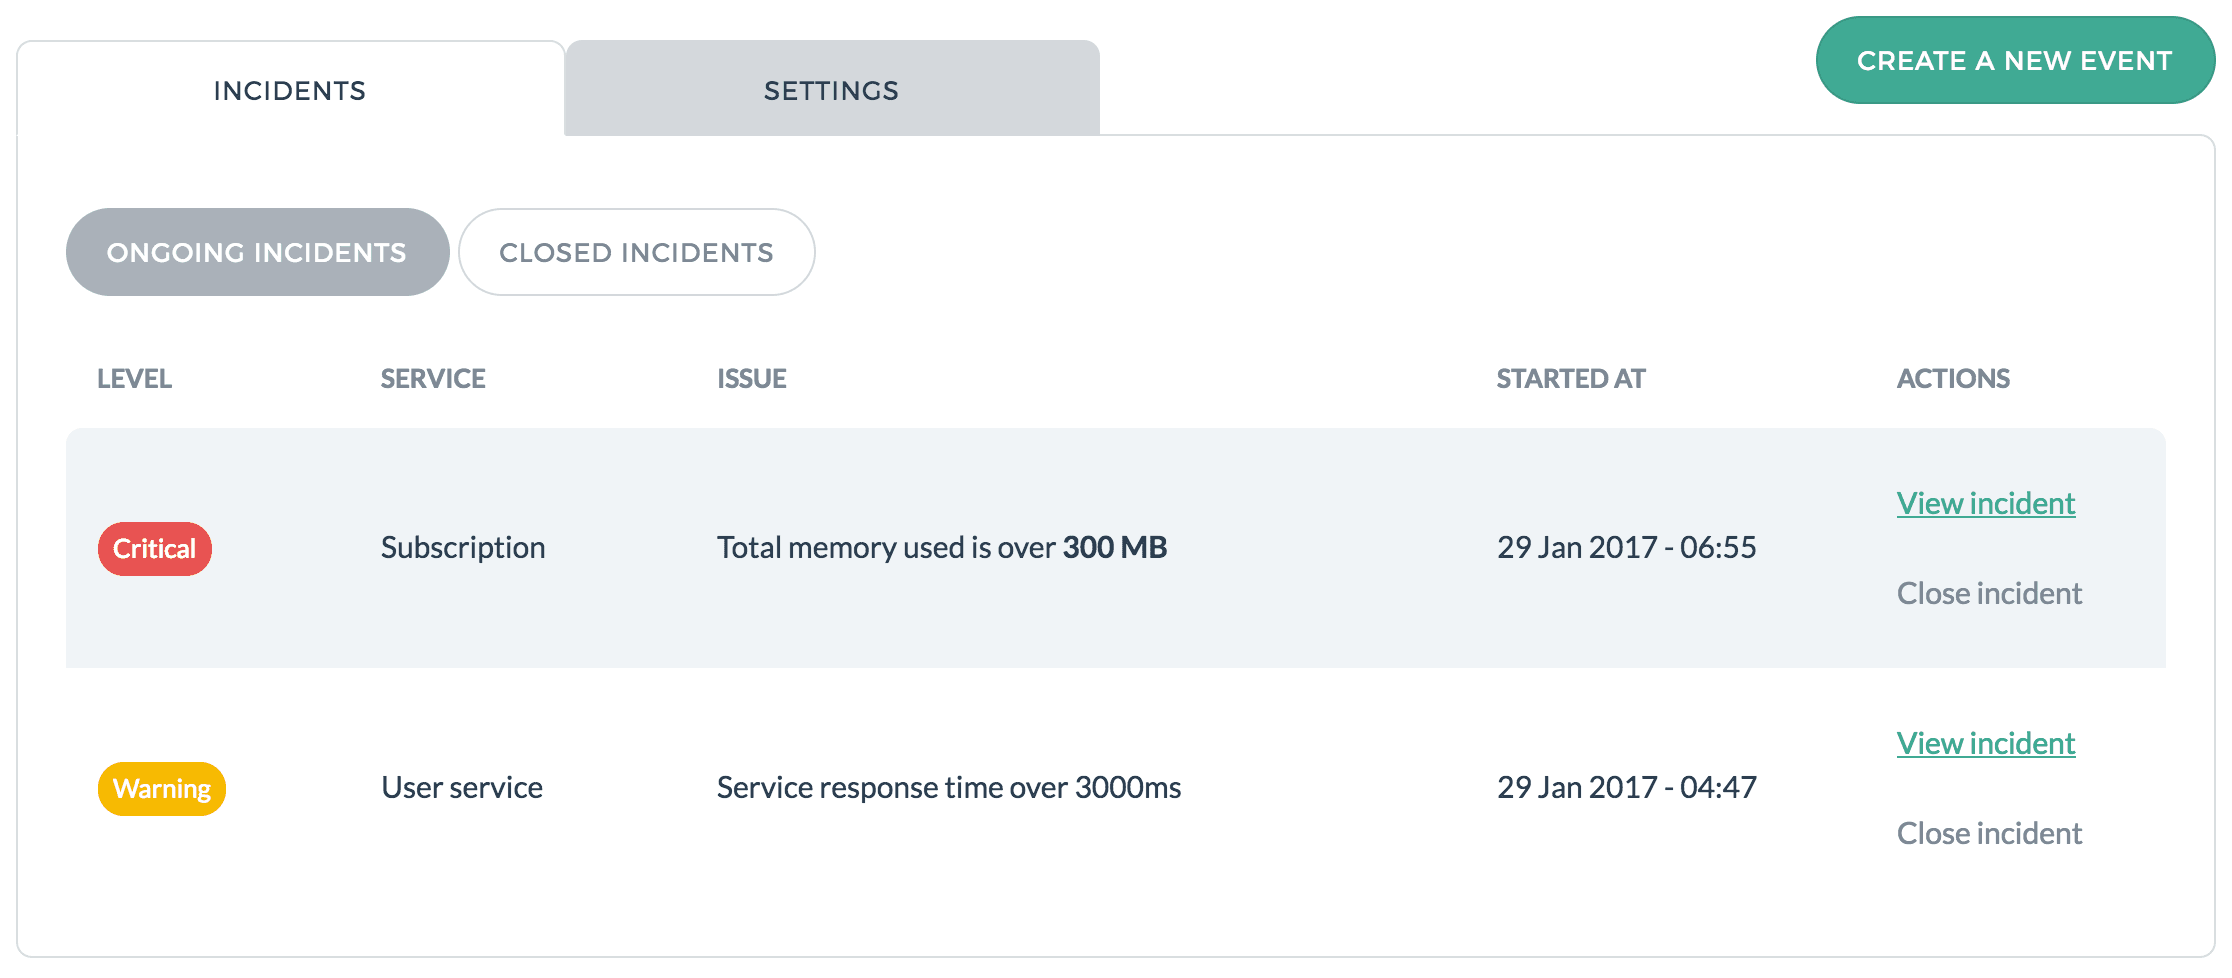 CREATE A NEW EVENT
INCIDENTS SETTINGS
ONGOING INCIDENTS CLOSED INCIDENTS
LEVEL SERVICE ISSUE STARTED AT ACTIONS
View incident
Critical Subscription Total memory used is over 300 MB 29 Jan 2017 - 06:55
Close incident
View incident
Warning User service Service response time over 3000ms 29 Jan 2017 - 04:47
Close incident